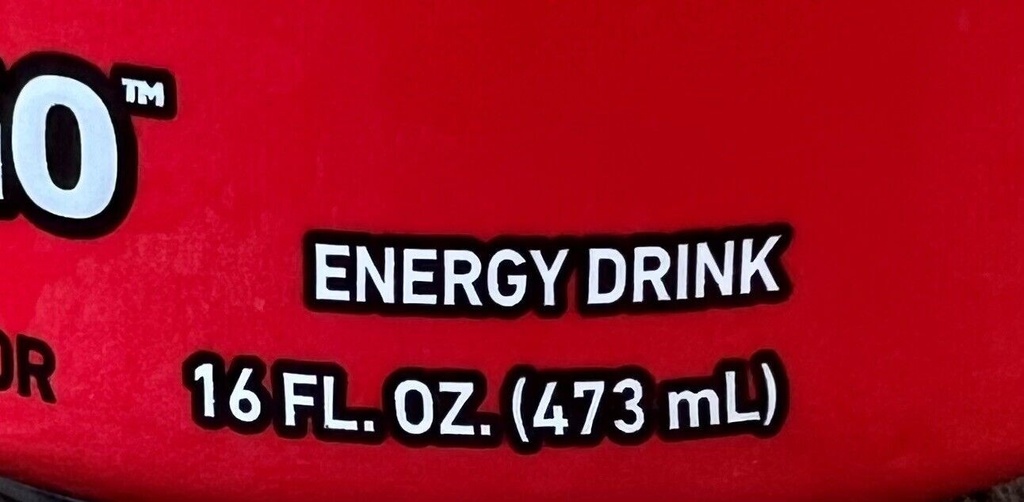 ENERGY DRINK
16 FL. OZ. (473 mL)